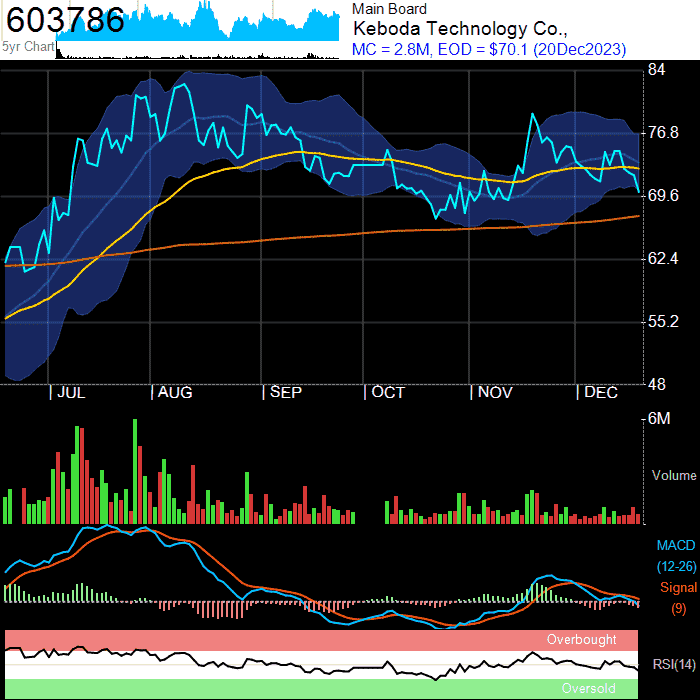 603786
Main Board
Keboda Technology Co.,
5yr Chart
MC = 2.8M, EOD = $70.1 (20Dec2023)
84
76.8
69.6
62.4
55.2
48
| JUL | AUG | SEP | OCT | NOV | DEC
6M
Volume
MACD
(12-26)
Signal
(9)
Overbought
RSI(14)
Oversold